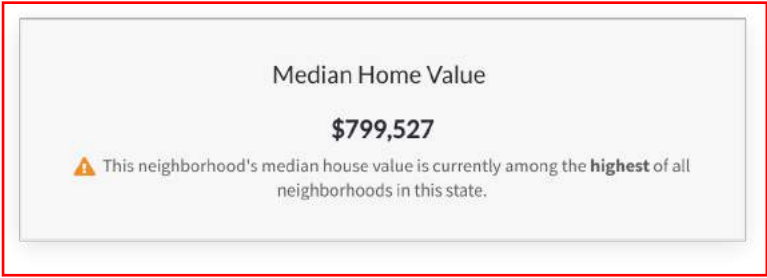 Median Home Value
$799,527
This neighborhood's median house value is currently among the highest of all
neighborhoods in this state.